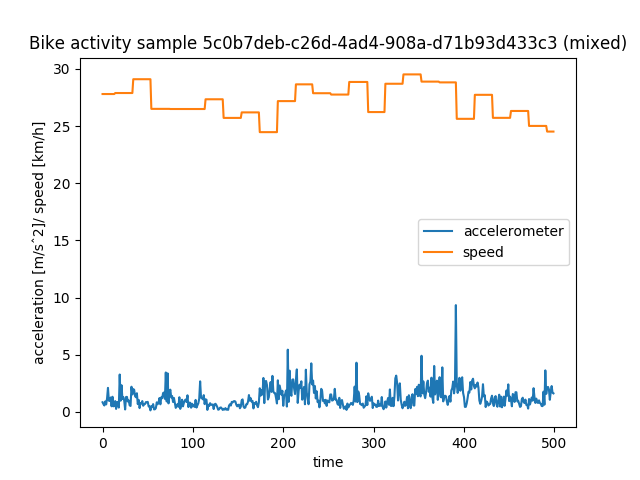 Bike activity sample 5c0b7deb-c26d-4ad4-908a-d71b93d433c3 (mixed)
acceleration [m/s^2]/ speed [km/h]
30
25
20
15
10
5
0
accelerometer
speed
0 100 200 300 400 500
time